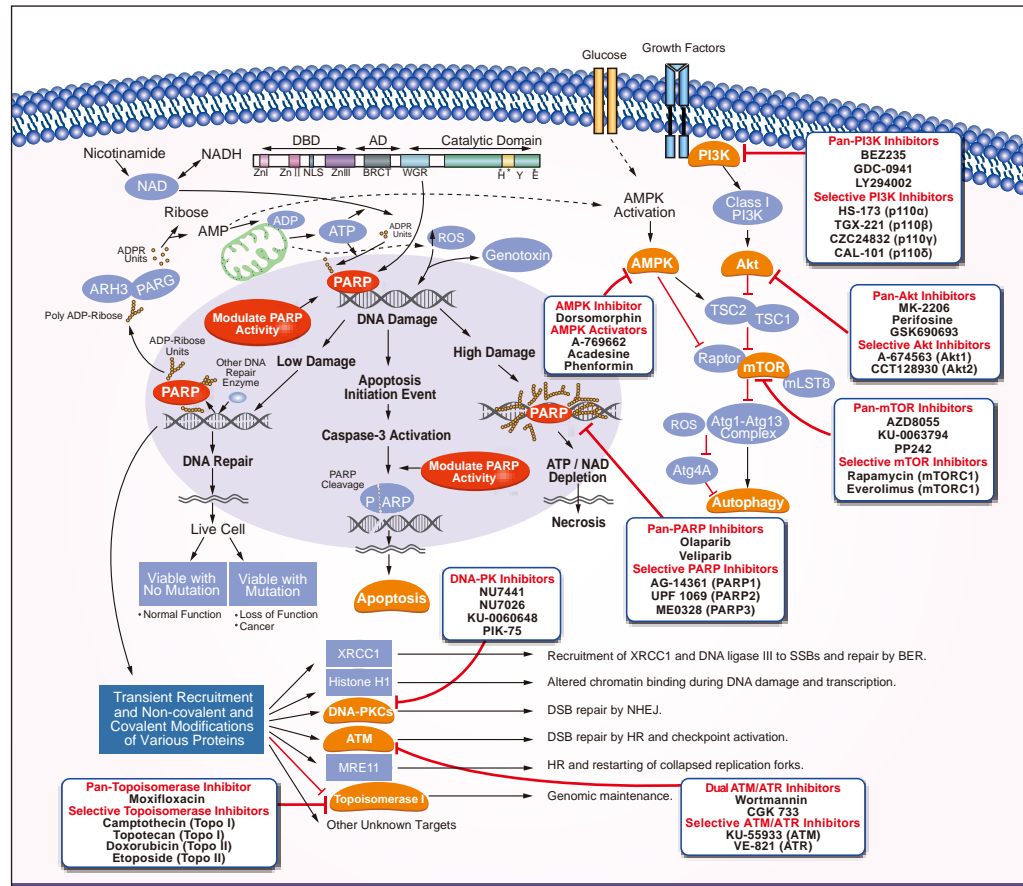 Glucose
Growth Factors
Nicotinamide
NADH
NAD
DBD
AD
Catalytic Domain
ZnI
Zn II
NLS
ZnIII
BRCT
WGR
H
*
Y
E
PI3K
Pan-PI3K Inhibitors
BEZ235
GDC-0941
LY294002
Selective PI3K Inhibitors
HS-173 (p110α)
TGX-221 (p110β)
CZC24832 (p110γ)
CAL-101 (p110δ)
Class I
PI3K
AMPK
Activation
Ribose
AMP
ADP
ATP
ADPR
Units
ADPR
Units
ROS
Genotoxin
ARH3
PARG
Poly ADP-Ribose
AMPK
Akt
PARP
Modulate PARP
Activity
DNA Damage
AMPK Inhibitor
Dorsomorphin
AMPK Activators
A-769662
Acadesine
Phenformin
TSC2
TSC1
Pan-Akt Inhibitors
MK-2206
Perifosine
GSK690693
Selective Akt Inhibitors
A-674563 (Akt1)
CCT128930 (Akt2)
ADP-Ribose
Units
Other DNA
Repair
Enzyme
Low Damage
High Damage
Raptor
mTOR
mLST8
PARP
Apoptosis
Initiation Event
PARP
Pan-mTOR Inhibitors
AZD8055
KU-0063794
PP242
Selective mTOR Inhibitors
Rapamycin (mTORC1)
Everolimus (mTORC1)
ROS
Atg1-Atg13
Complex
Caspase-3 Activation
DNA Repair
PARP
Cleavage
Modulate PARP
Activity
ATP / NAD
Depletion
Atg4A
P ARP
Autophagy
Necrosis
Live Cell
Pan-PARP Inhibitors
Olaparib
Veliparib
Selective PARP Inhibitors
AG-14361 (PARP1)
UPF 1069 (PARP2)
ME0328 (PARP3)
Viable with
No Mutation
Viable with
Mutation
• Normal Function
• Loss of Function
• Cancer
Apoptosis
DNA-PK Inhibitors
NU7441
NU7026
KU-0060648
PIK-75
XRCC1
Recruitment of XRCC1 and DNA ligase III to SSBs and repair by BER.
Histone H1
Altered chromatin binding during DNA damage and transcription.
Transient Recruitment
and Non-covalent and
Covalent Modifications
of Various Proteins
DNA-PKCs
DSB repair by NHEJ.
ATM
DSB repair by HR and checkpoint activation.
MRE11
HR and restarting of collapsed replication forks.
Topoisomerase I
Genomic maintenance.
Other Unknown Targets
Pan-Topoisomerase Inhibitor
Moxifloxacin
Selective Topoisomerase Inhibitors
Camptothecin (Topo I)
Topotecan (Topo I)
Doxorubicin (Topo II)
Etoposide (Topo II)
Dual ATM/ATR Inhibitors
Wortmannin
CGK 733
Selective ATM/ATR Inhibitors
KU-55933 (ATM)
VE-821 (ATR)